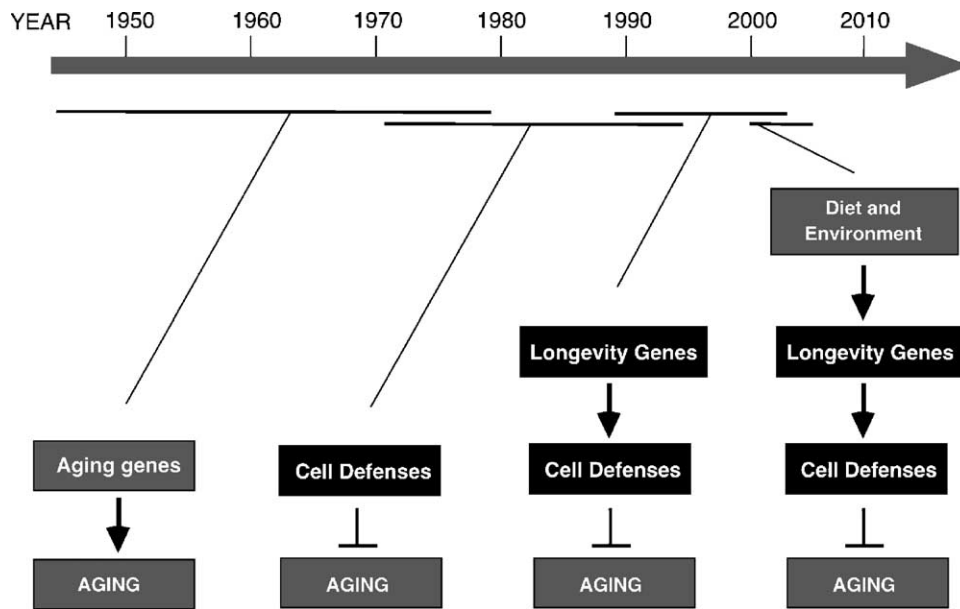 YEAR 1950 1960 1970 1980 1990 2000 2010
Diet and
Environment
Longevity Genes Longevity Genes
Aging genes Cell Defenses Cell Defenses Cell Defenses
AGING AGING AGING AGING